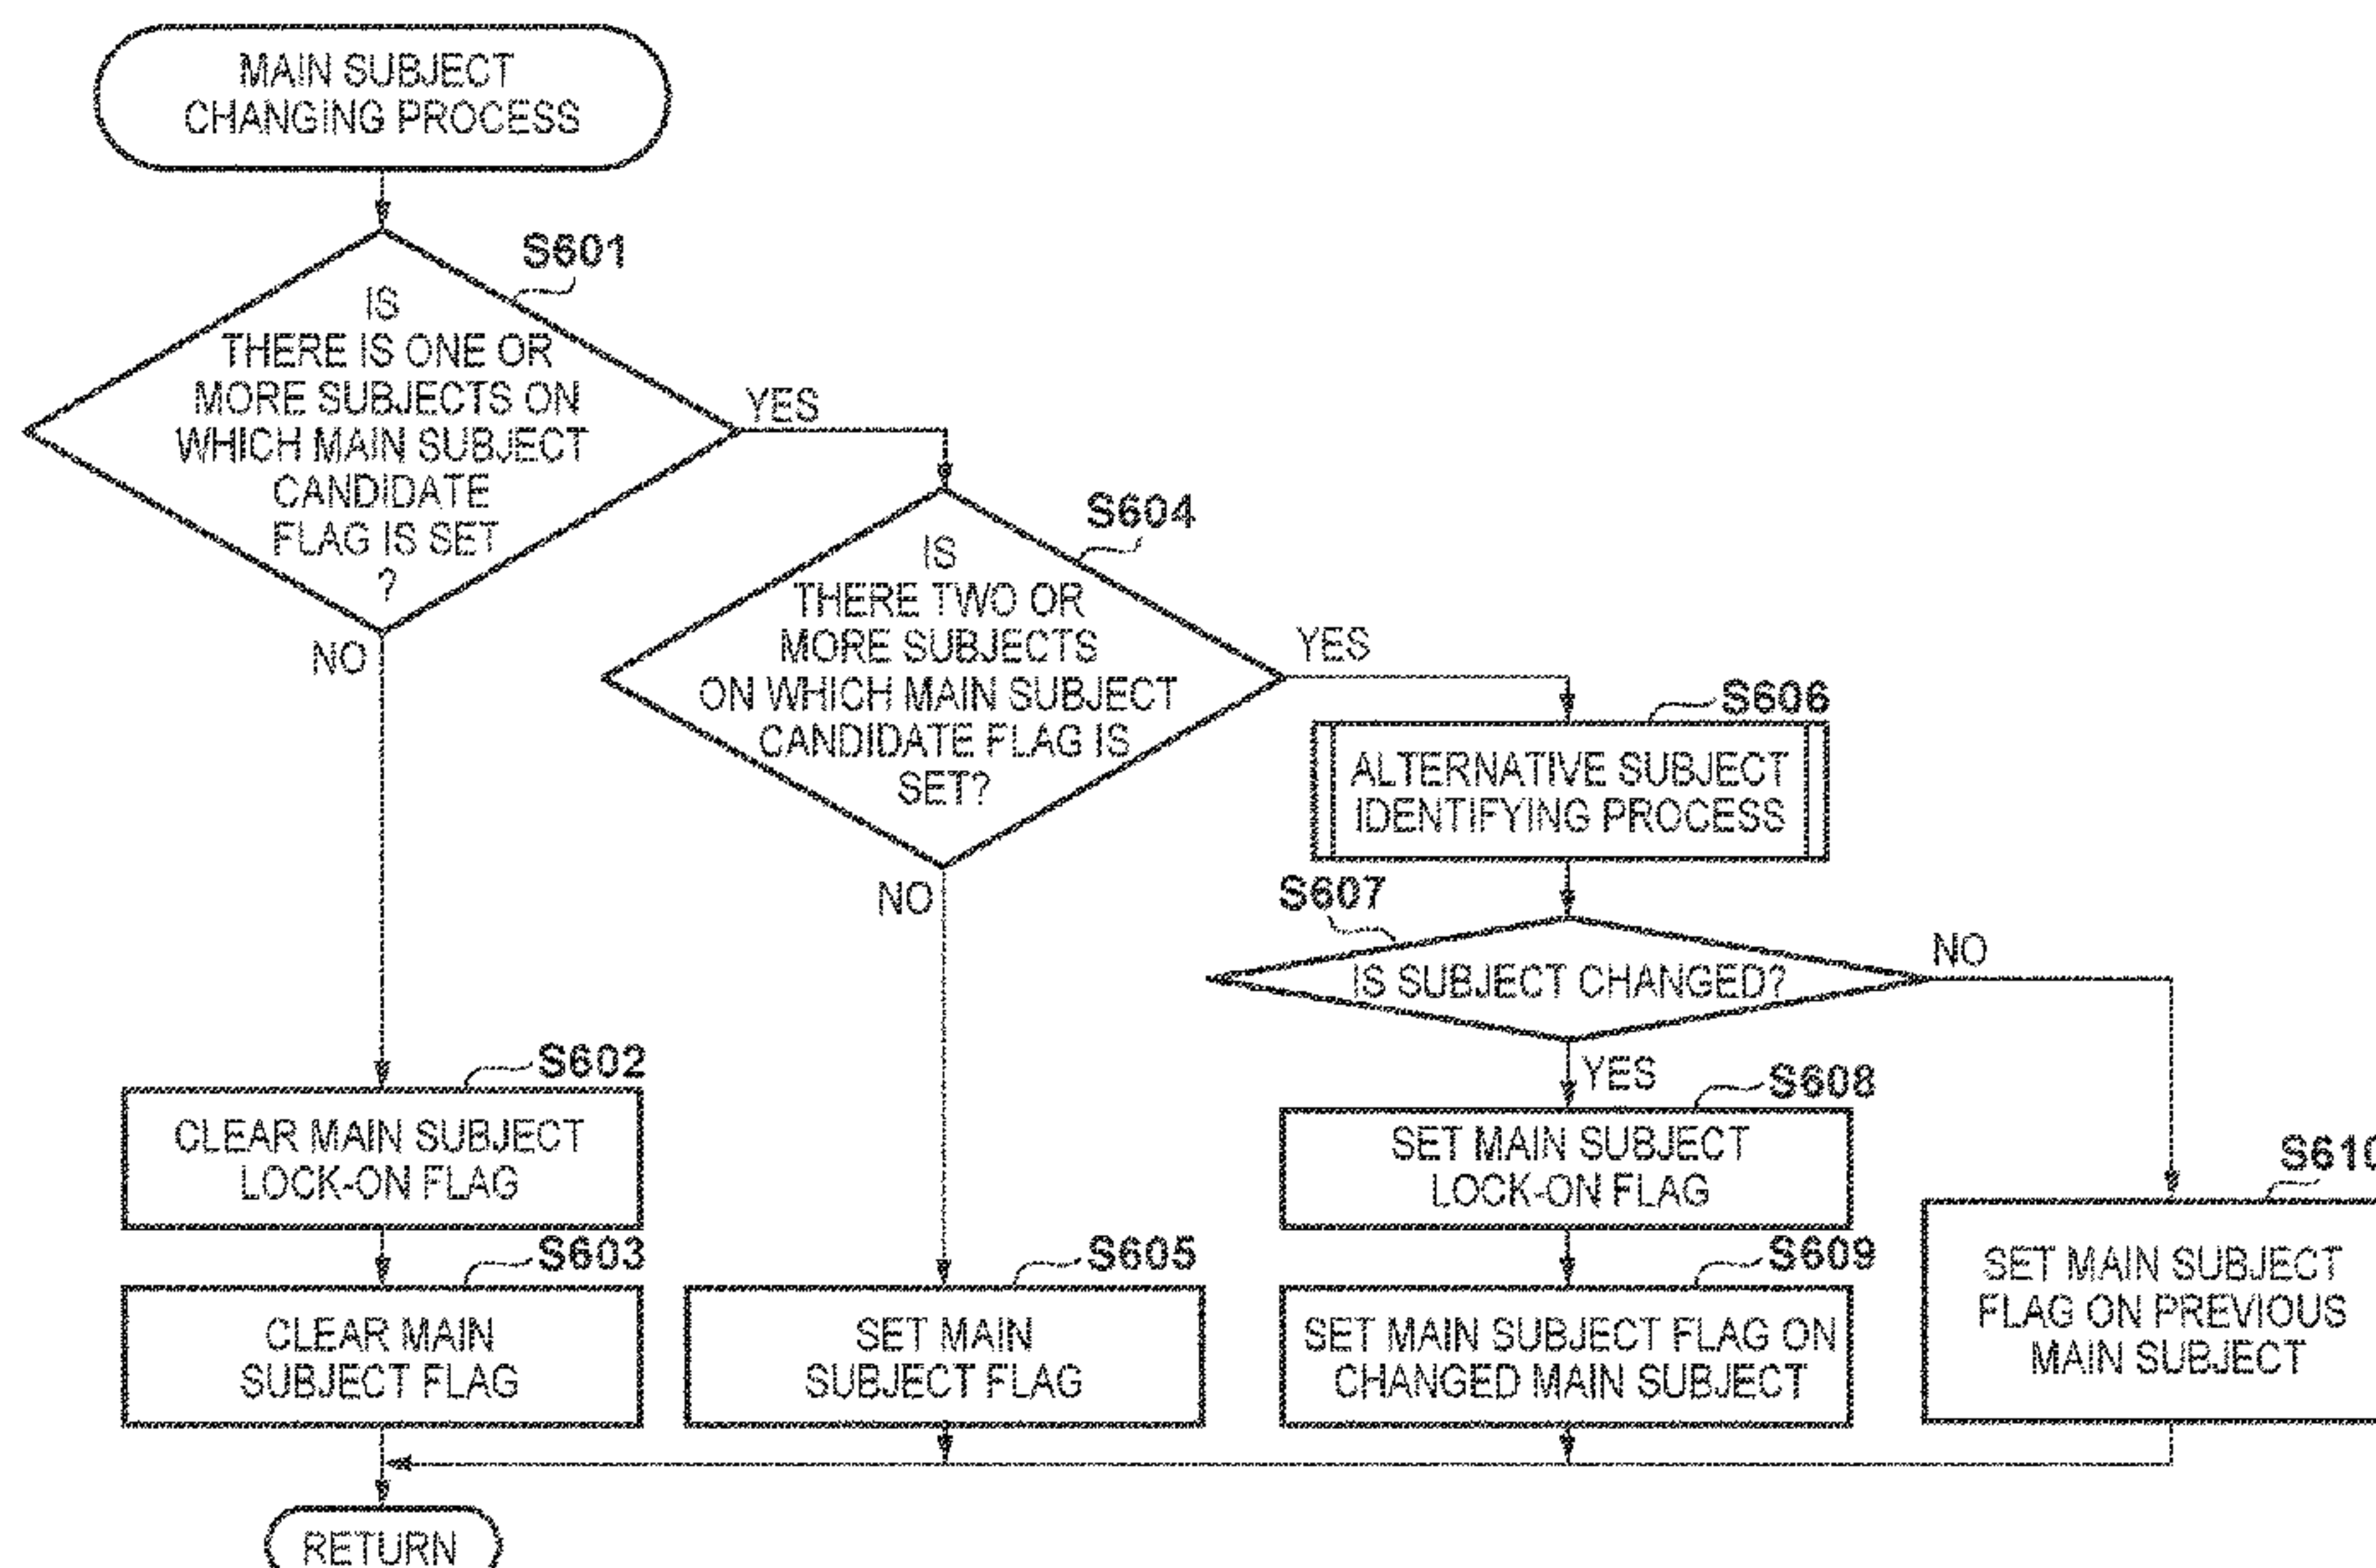 MAIN SUBJECT
CHANGING PROCESS
S601
IS
THERE IS ONE OR
MORE SUBJECTS ON
WHICH MAIN SUBJECT
CANDIDATE
FLAG IS SET
?
YES
NO
S604
IS
THERE TWO OR
MORE SUBJECTS
ON WHICH MAIN SUBJECT
CANDIDATE FLAG IS
SET?
YES
NO
S606
ALTERNATIVE SUBJECT
IDENTIFYING PROCESS
S607
IS SUBJECT CHANGED?
NO
YES
S602
CLEAR MAIN SUBJECT
LOCK-ON FLAG
S603
CLEAR MAIN
SUBJECT FLAG
S605
SET MAIN
SUBJECT FLAG
S608
SET MAIN SUBJECT
LOCK-ON FLAG
S609
SET MAIN SUBJECT FLAG ON
CHANGED MAIN SUBJECT
S610
SET MAIN SUBJECT
FLAG ON PREVIOUS
MAIN SUBJECT
RETURN